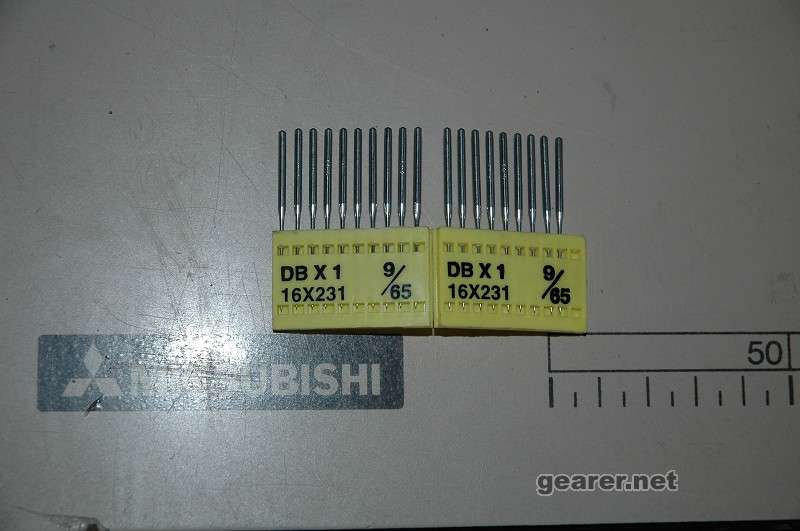 DB X 1 9/65
16X231
DB X 1 9/65
16X231
MITSUBISHI
50
gearer.net